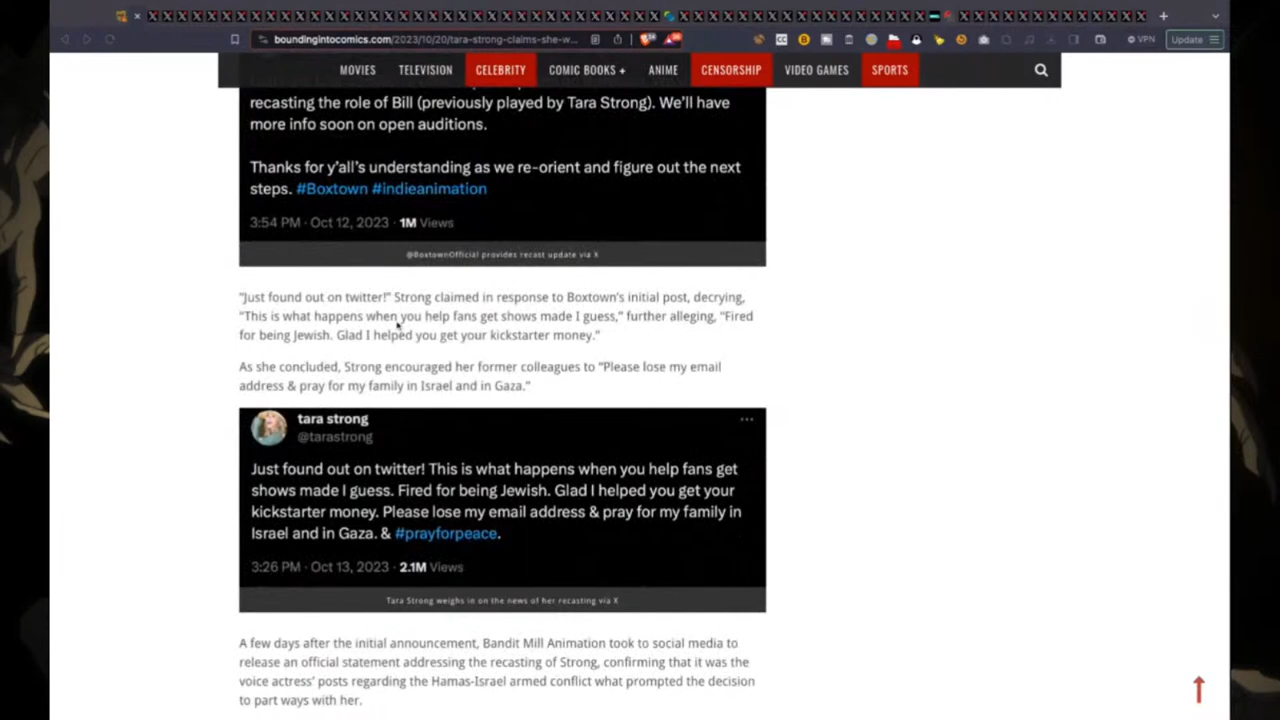 boundingintocomics.com/2023/10/20/tara-strong-claims-she-w...
VPN
Update
MOVIES
TELEVISION
CELEBRITY
COMIC BOOKS +
ANIME
CENSORSHIP
VIDEO GAMES
SPORTS
recasting the role of Bill (previously played by Tara Strong). We'll have
more info soon on open auditions.
Thanks for y'all's understanding as we re-orient and figure out the next
steps. #Boxtown #indieanimation
3:54 PM · Oct 12, 2023 · 1M Views
@BoxtownOfficial provides recast update via X
"Just found out on twitter!" Strong claimed in response to Boxtown's initial post, decrying,
"This is what happens when you help fans get shows made I guess," further alleging, "Fired
for being Jewish. Glad I helped you get your kickstarter money."
As she concluded, Strong encouraged her former colleagues to "Please lose my email
address & pray for my family in Israel and in Gaza."
tara strong
@tarastrong
Just found out on twitter! This is what happens when you help fans get
shows made I guess. Fired for being Jewish. Glad I helped you get your
kickstarter money. Please lose my email address & pray for my family in
Israel and in Gaza. & #prayforpeace.
3:26 PM · Oct 13, 2023 · 2.1M Views
Tara Strong weighs in on the news of her recasting via X
A few days after the initial announcement, Bandit Mill Animation took to social media to
release an official statement addressing the recasting of Strong, confirming that it was the
voice actress' posts regarding the Hamas-Israel armed conflict what prompted the decision
to part ways with her.